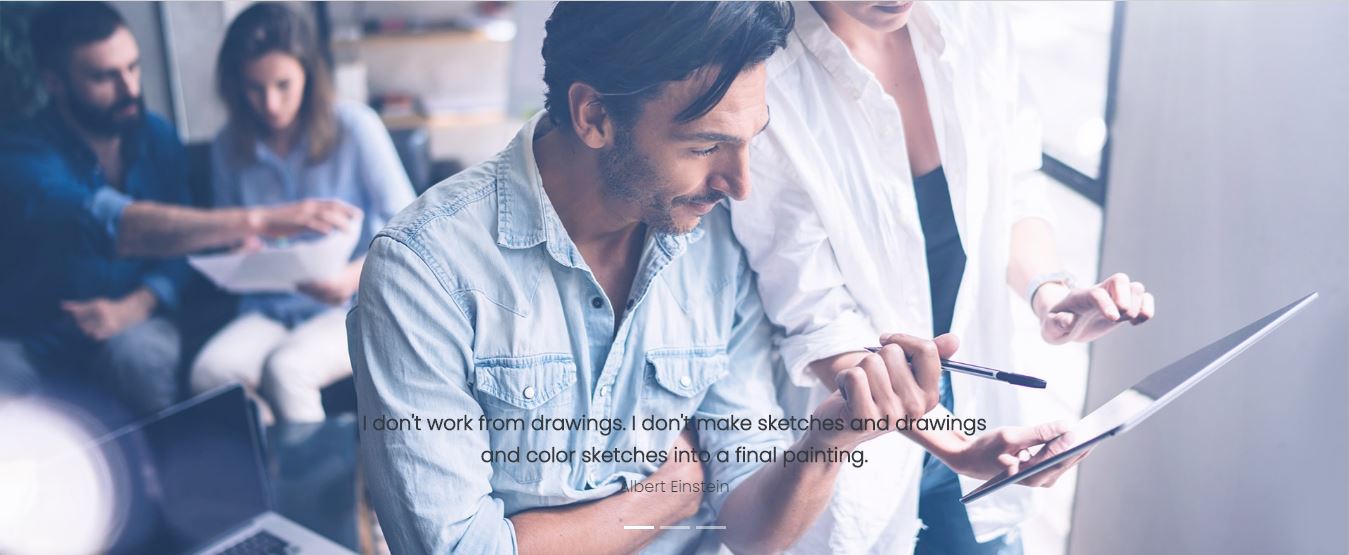 I don't work from drawings. I don't make sketches and drawings
and color sketches into a final painting.
Albert Einstein